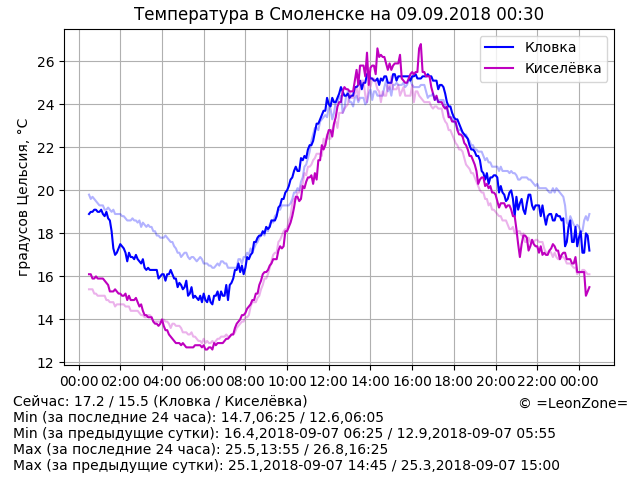 Температура в Смоленске на 09.09.2018 00:30
градусов Цельсия, °C
26
24
22
20
18
16
14
12
Кловка
Киселёвка
00:00 02:00 04:00 06:00 08:00 10:00 12:00 14:00 16:00 18:00 20:00 22:00 00:00
Сейчас: 17.2 / 15.5 (Кловка / Киселёвка)
© =LeonZone=
Min (за последние 24 часа): 14.7,06:25 / 12.6,06:05
Min (за предыдущие сутки): 16.4,2018-09-07 06:25 / 12.9,2018-09-07 05:55
Max (за последние 24 часа): 25.5,13:55 / 26.8,16:25
Max (за предыдущие сутки): 25.1,2018-09-07 14:45 / 25.3,2018-09-07 15:00